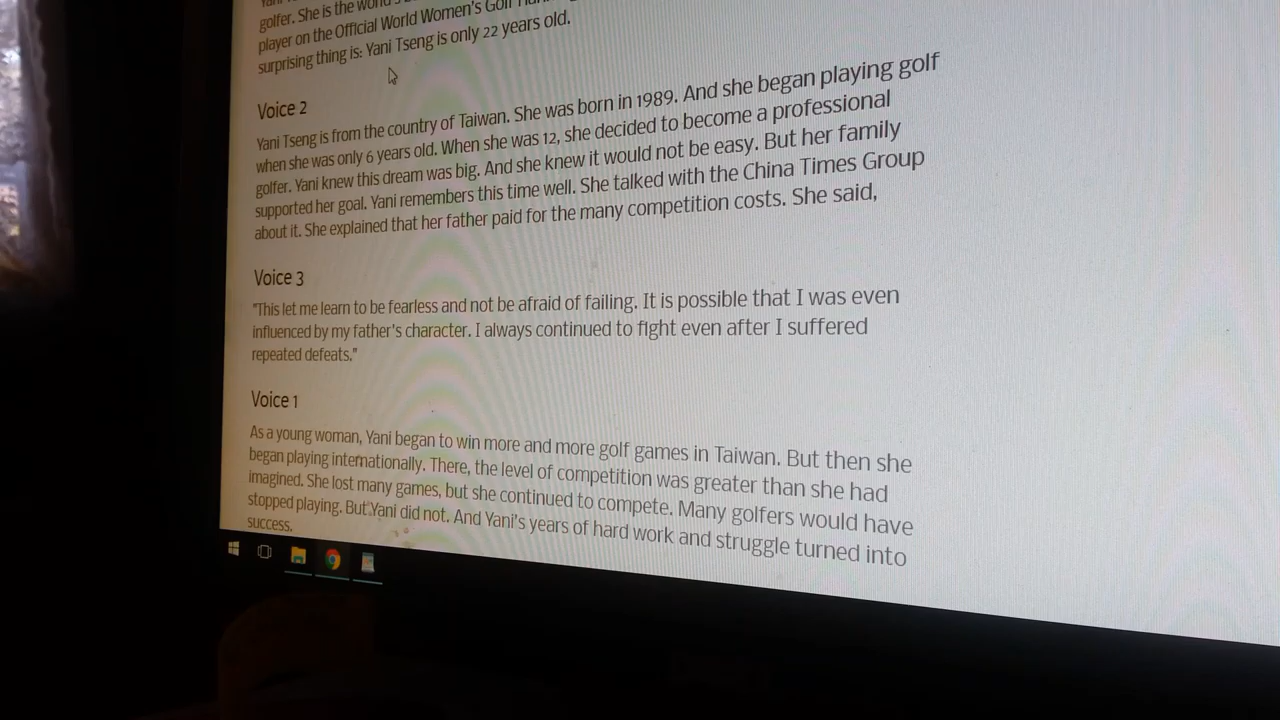 golfer. She is the world's
player on the Official World Women's Golf
surprising thing is: Yani Tseng is only 22 years old.
Voice 2
Yani Tseng is from the country of Taiwan. She was born in 1989. And she began playing golf
when she was only 6 years old. When she was 12, she decided to become a professional
golfer. Yani knew this dream was big. And she knew it would not be easy. But her family
supported her goal. Yani remembers this time well. She talked with the China Times Group
about it. She explained that her father paid for the many competition costs. She said,
Voice 3
"This let me learn to be fearless and not be afraid of failing. It is possible that I was even
influenced by my father's character. I always continued to fight even after I suffered
repeated defeats."
Voice 1
As a young woman, Yani began to win more and more golf games in Taiwan. But then she
began playing internationally. There, the level of competition was greater than she had
imagined. She lost many games, but she continued to compete. Many golfers would have
stopped playing. But Yani did not. And Yani's years of hard work and struggle turned into
success.